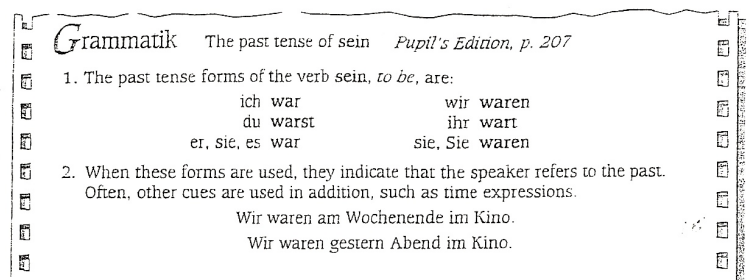 Grammatik The past tense of sein Pupil's Edition, p. 207
1. The past tense forms of the verb sein, to be, are:
ich war wir waren
du warst ihr wart
er, sie, es war sie, Sie waren
2. When these forms are used, they indicate that the speaker refers to the past.
Often, other cues are used in addition, such as time expressions.
Wir waren am Wochenende im Kino.
Wir waren gestern Abend im Kino.